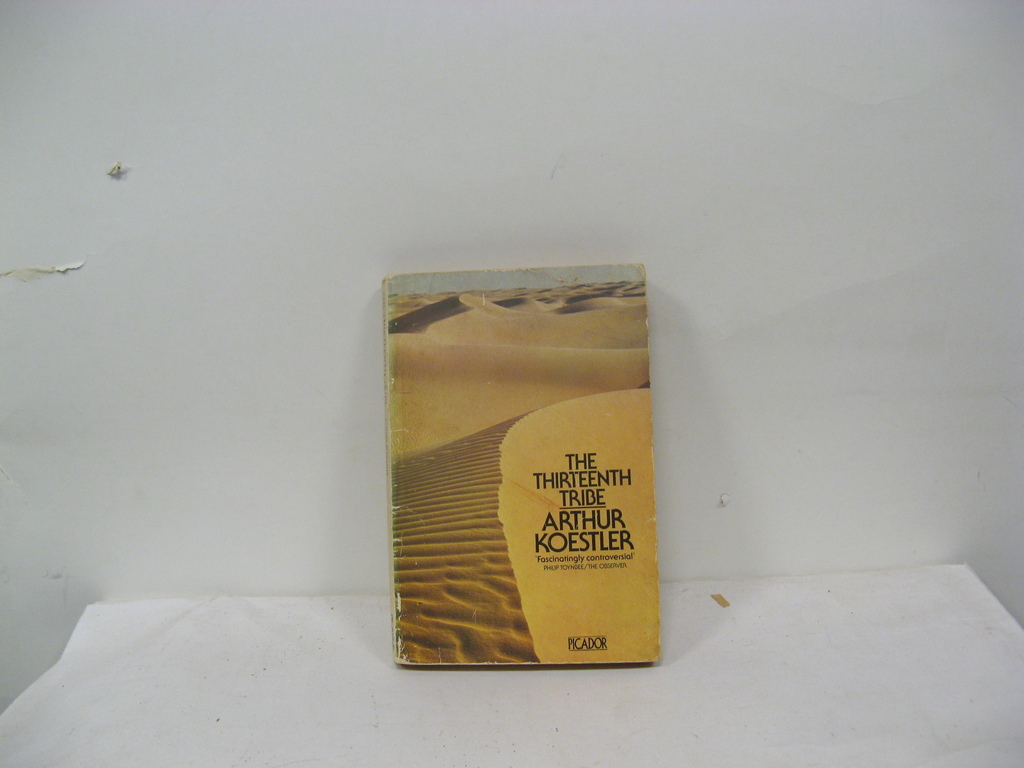 THE
THIRTEENTH
TRIBE
ARTHUR
KOESTLER
'Fascinatingly controversial'
PHILIP TOYNBEE/THE OBSERVER
PICADOR